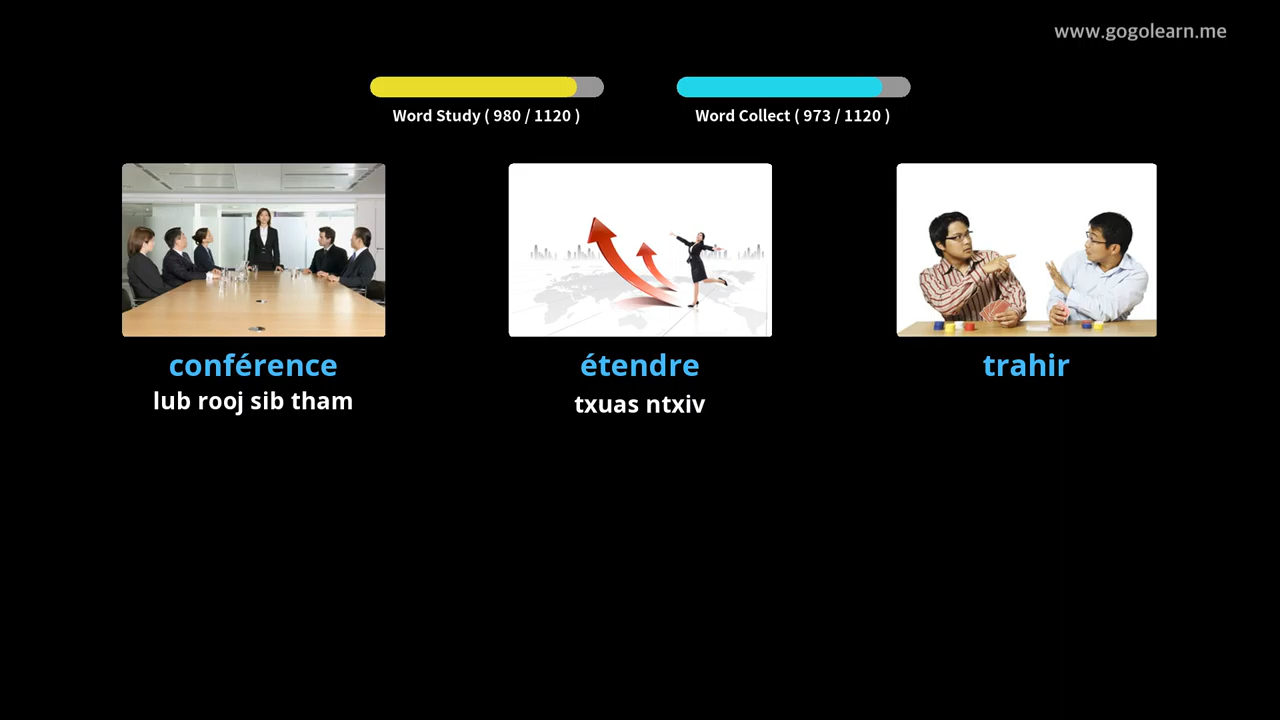 www.gogolearn.me
Word Study ( 980 / 1120 )
Word Collect ( 973 / 1120 )
conférence
lub rooj sib tham
étendre
txuas ntxiv
trahir